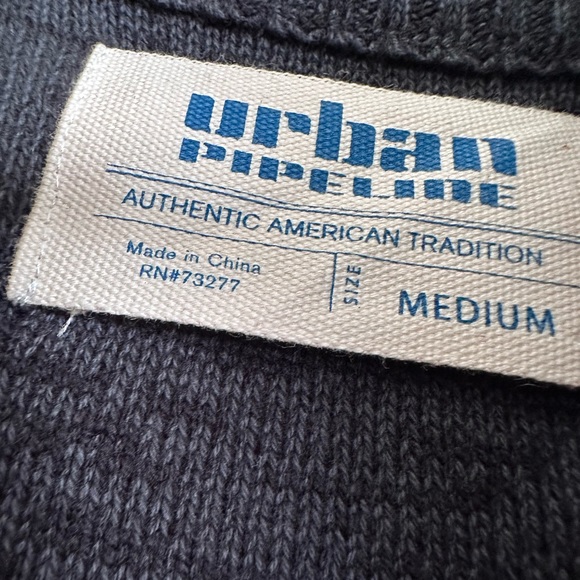 urban
PIPELINE
AUTHENTIC AMERICAN TRADITION
Made in China
RN#73277
SIZE
MEDIUM